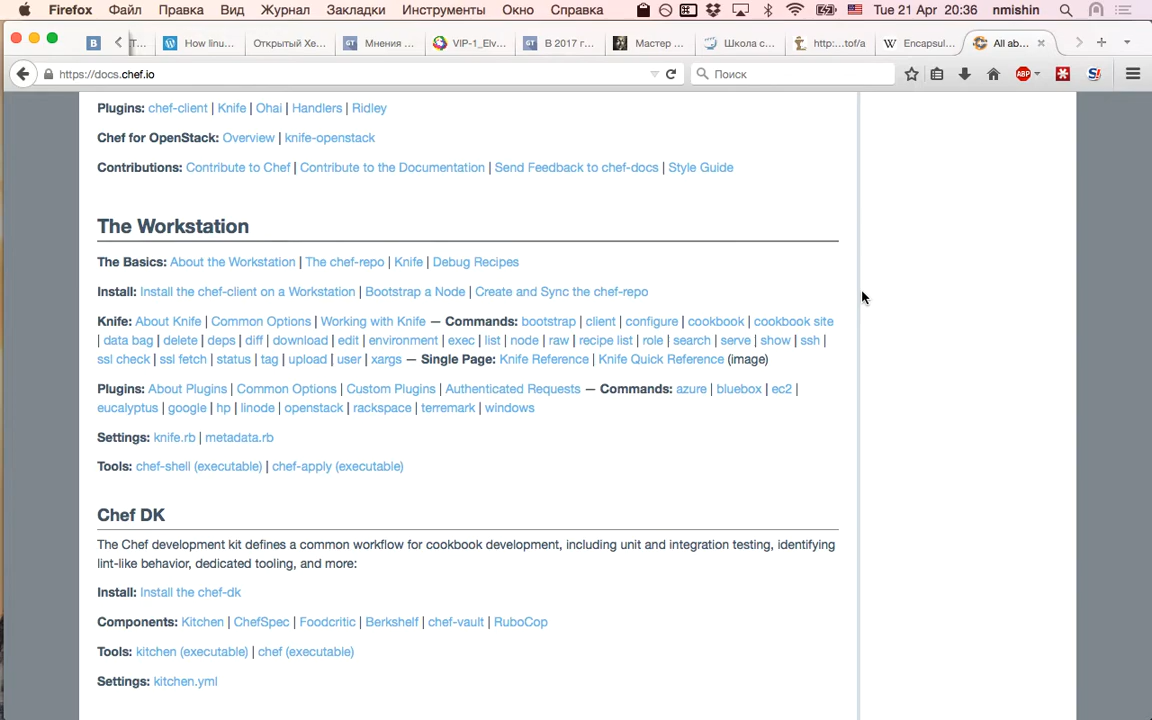 Firefox Файл Правка Вид Журнал Закладки Инструменты Окно Справка Tue 21 Apr 20:36 nmishin
T... How linu... Открытый Хе... Мнения ... VIP-1_Elv... В 2017 г... Мастер ... Школа с... http:...tof/a Encapsul... All ab...
https://docs.chef.io Поиск
Plugins: chef-client | Knife | Ohai | Handlers | Ridley
Chef for OpenStack: Overview | knife-openstack
Contributions: Contribute to Chef | Contribute to the Documentation | Send Feedback to chef-docs | Style Guide
The Workstation
The Basics: About the Workstation | The chef-repo | Knife | Debug Recipes
Install: Install the chef-client on a Workstation | Bootstrap a Node | Create and Sync the chef-repo
Knife: About Knife | Common Options | Working with Knife — Commands: bootstrap | client | configure | cookbook | cookbook site
| data bag | delete | deps | diff | download | edit | environment | exec | list | node | raw | recipe list | role | search | serve | show | ssh |
ssl check | ssl fetch | status | tag | upload | user | xargs — Single Page: Knife Reference | Knife Quick Reference (image)
Plugins: About Plugins | Common Options | Custom Plugins | Authenticated Requests — Commands: azure | bluebox | ec2 |
eucalyptus | google | hp | linode | openstack | rackspace | terremark | windows
Settings: knife.rb | metadata.rb
Tools: chef-shell (executable) | chef-apply (executable)
Chef DK
The Chef development kit defines a common workflow for cookbook development, including unit and integration testing, identifying
lint-like behavior, dedicated tooling, and more:
Install: Install the chef-dk
Components: Kitchen | ChefSpec | Foodcritic | Berkshelf | chef-vault | RuboCop
Tools: kitchen (executable) | chef (executable)
Settings: kitchen.yml